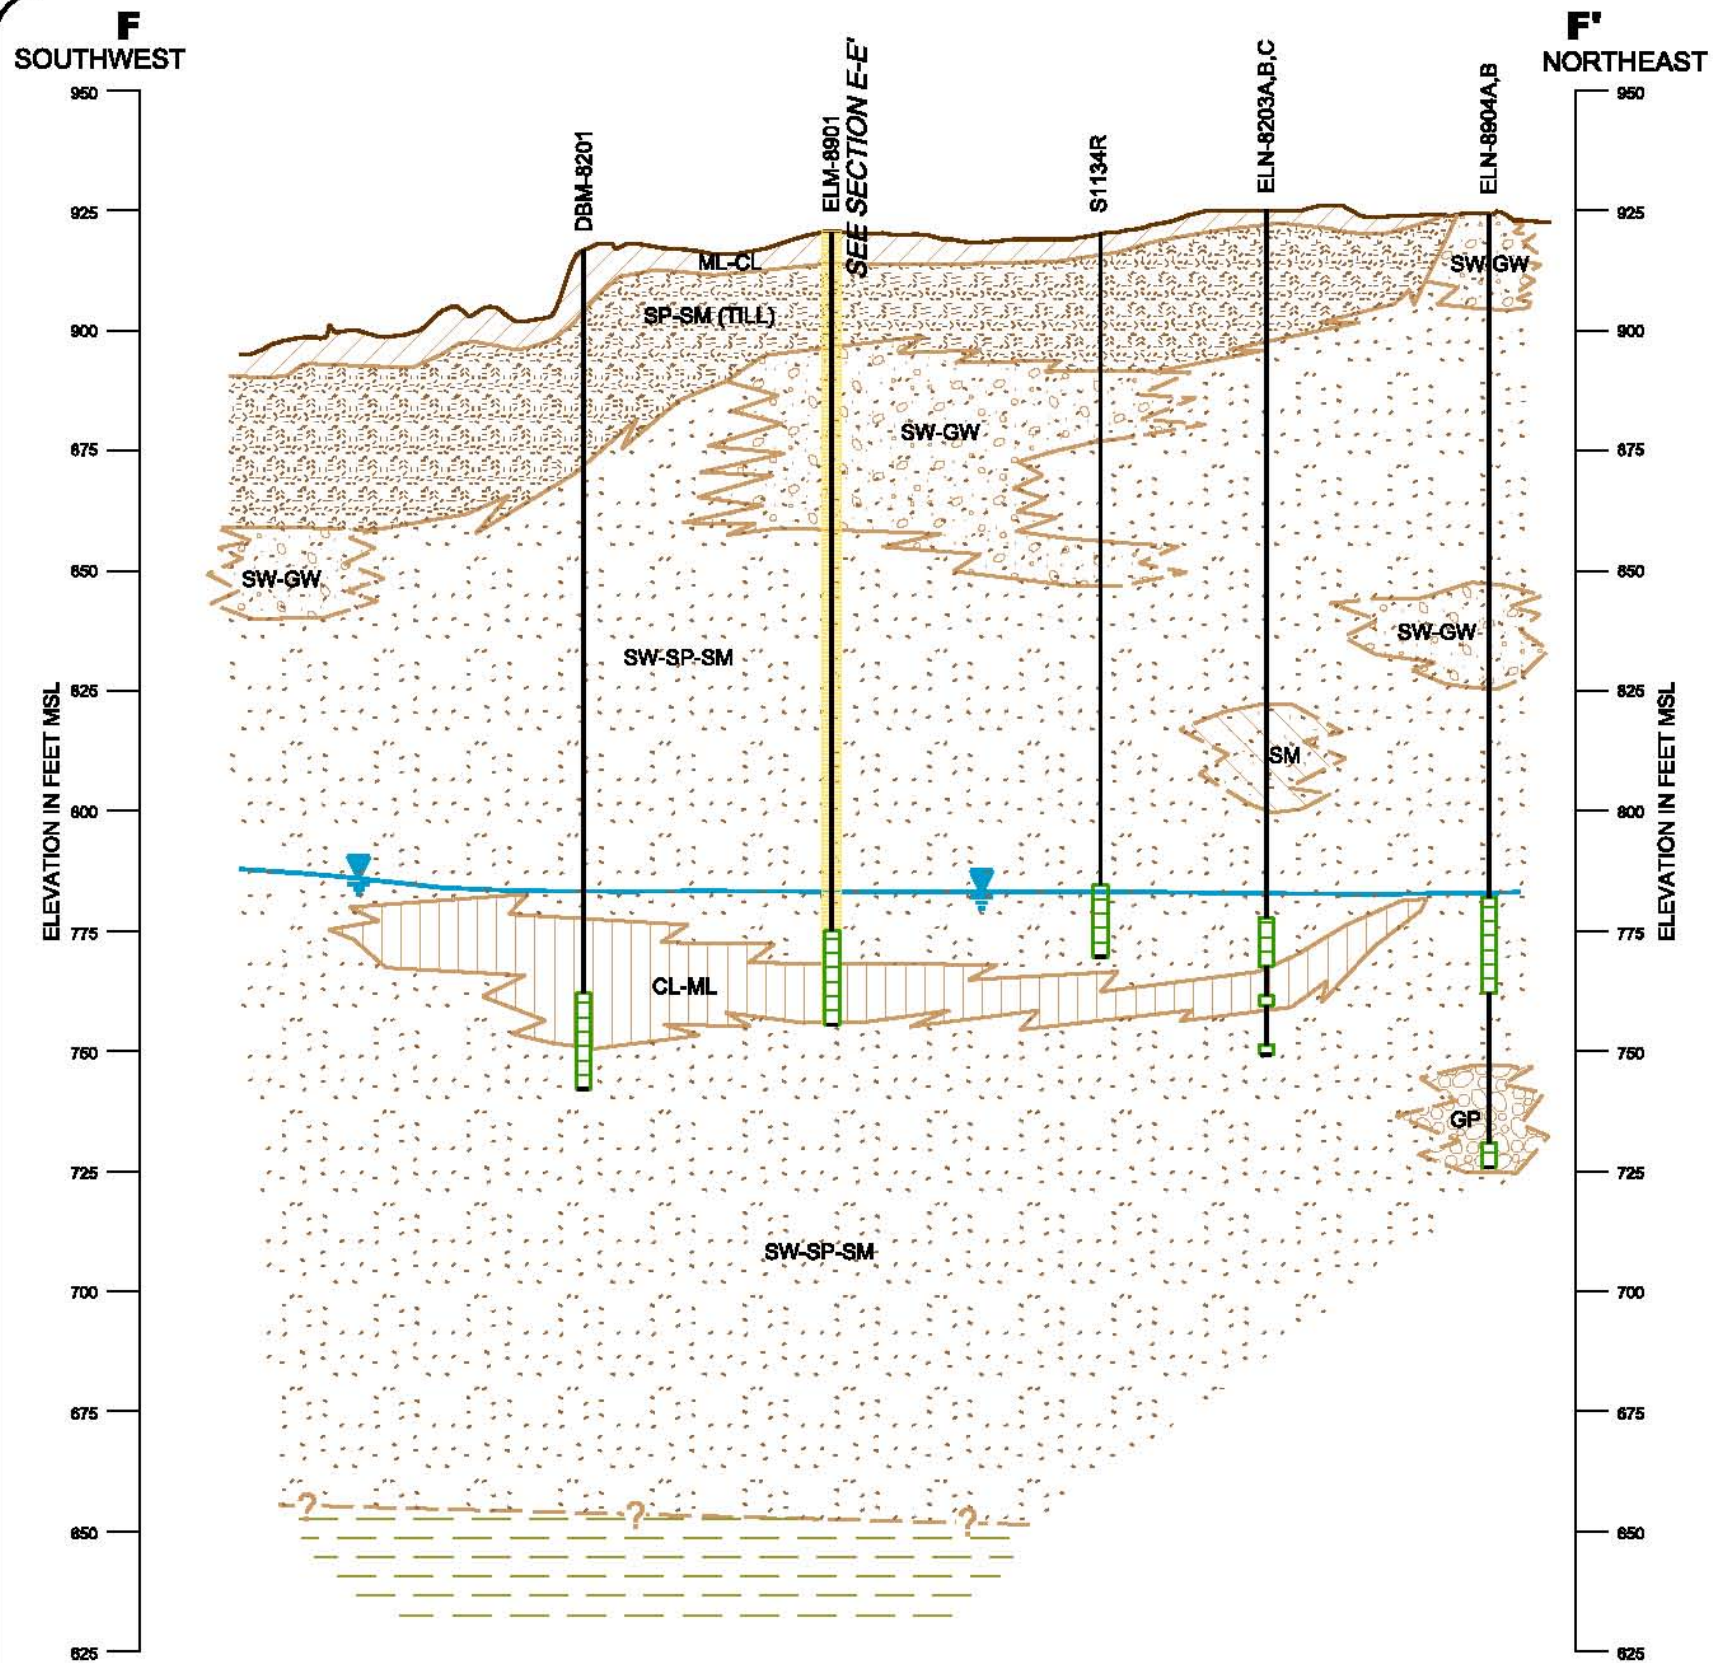 F
SOUTHWEST
F'
NORTHEAST
DBM-8201
ELM-8901
SEE SECTION E-E'
S1134R
ELN-8203A,B,C
ELN-8904A,B
ELEVATION IN FEET MSL
950
925
900
875
850
825
800
775
750
725
700
675
650
625
ML-CL
SP-SM (TILL)
SW-GW
SW-GW
SW-GW
SW-SP-SM
SW-GW
SM
CL-ML
GP
SW-SP-SM
?
?
?
950
925
900
875
850
825
800
775
750
725
700
675
650
625
ELEVATION IN FEET MSL